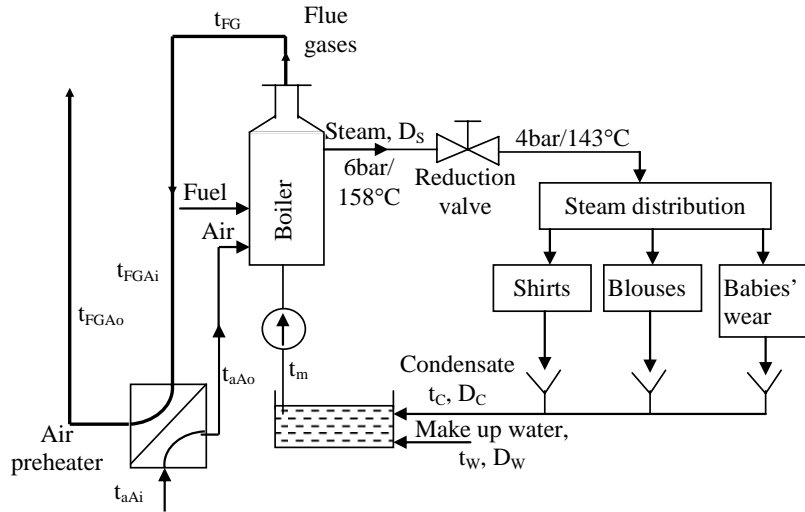 t_FG
Flue
gases
Steam, D_S
4bar/143°C
6bar/
158°C
Reduction
valve
Steam distribution
Fuel
Air
Boiler
t_FGAi
t_FGAo
Shirts
Blouses
Babies’
wear
t_aAo
t_m
Condensate
t_C, D_C
Make up water,
t_W, D_W
Air
preheater
t_aAi